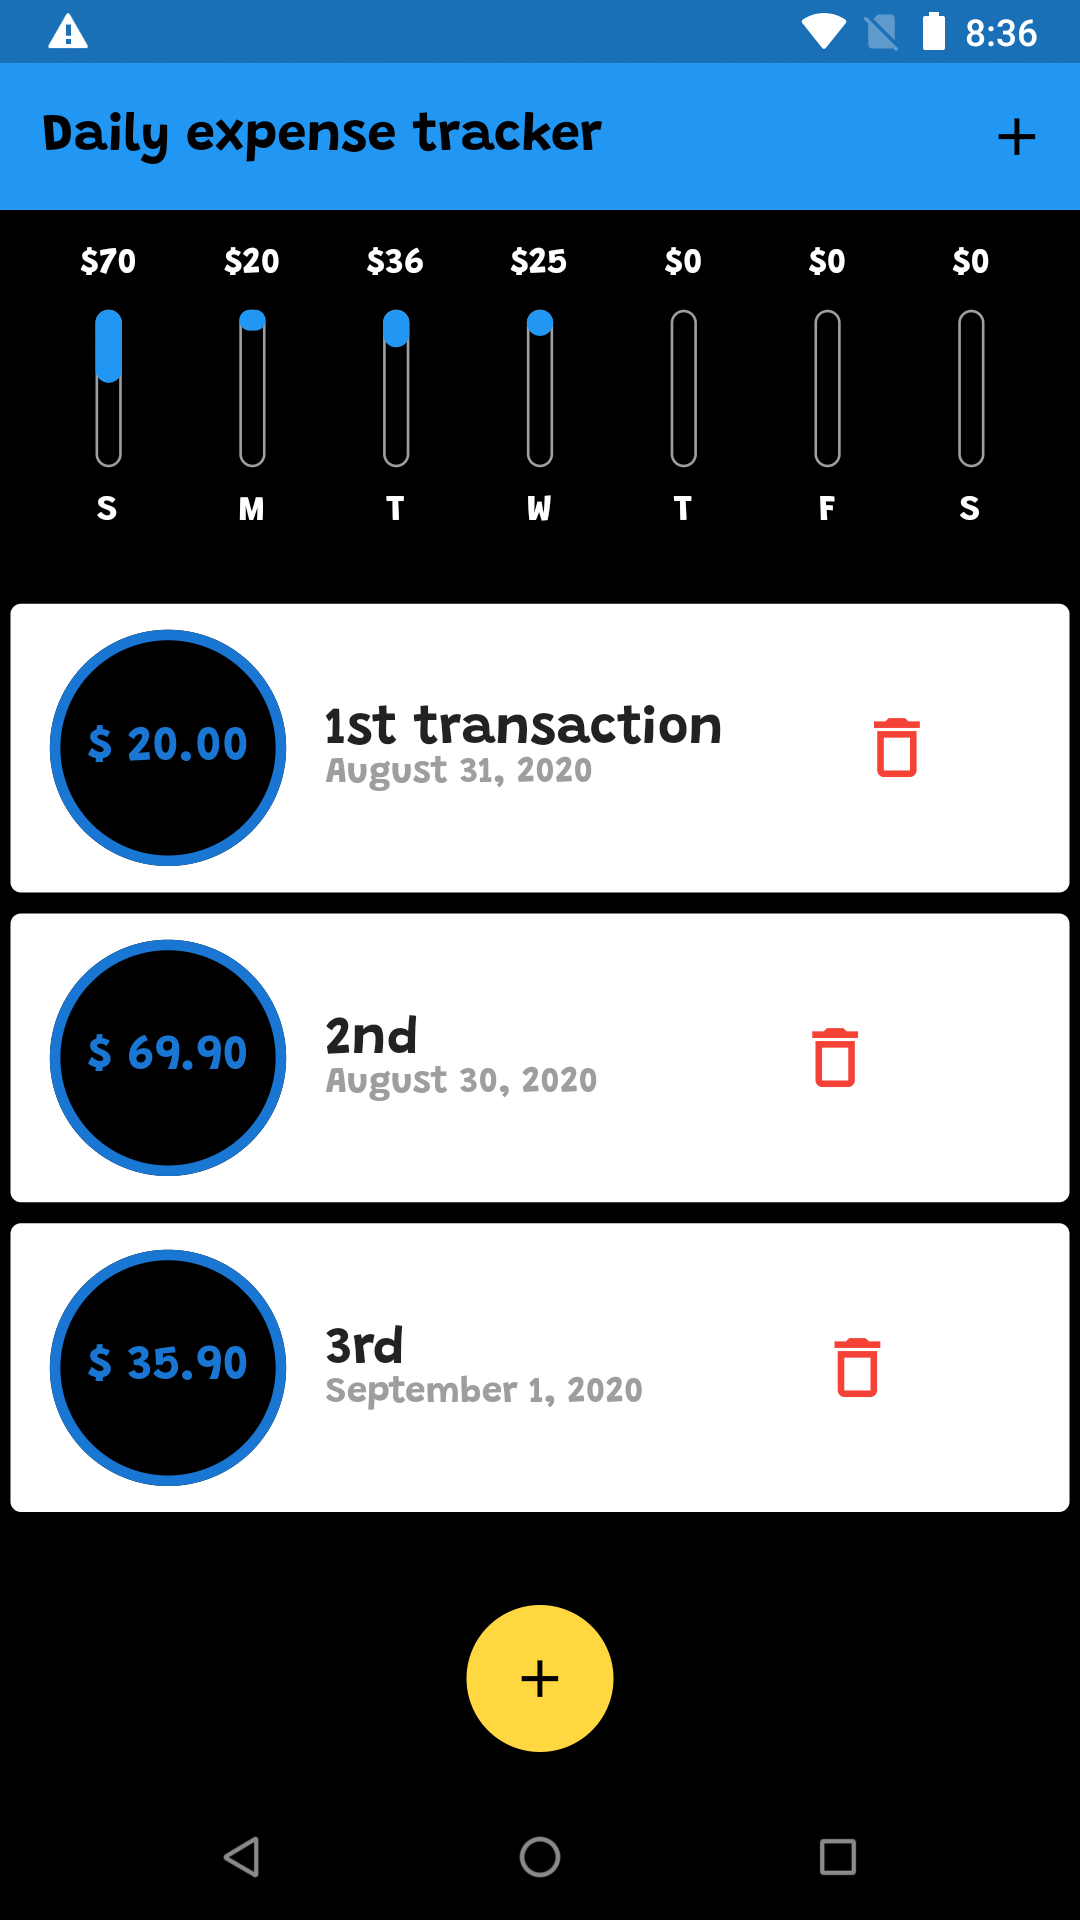 8:36
Daily expense tracker
$70 $20 $36 $25 $0 $0 $0
S M T W T F S
$ 20.00
1st transaction
August 31, 2020
$ 69.90
2nd
August 30, 2020
$ 35.90
3rd
September 1, 2020